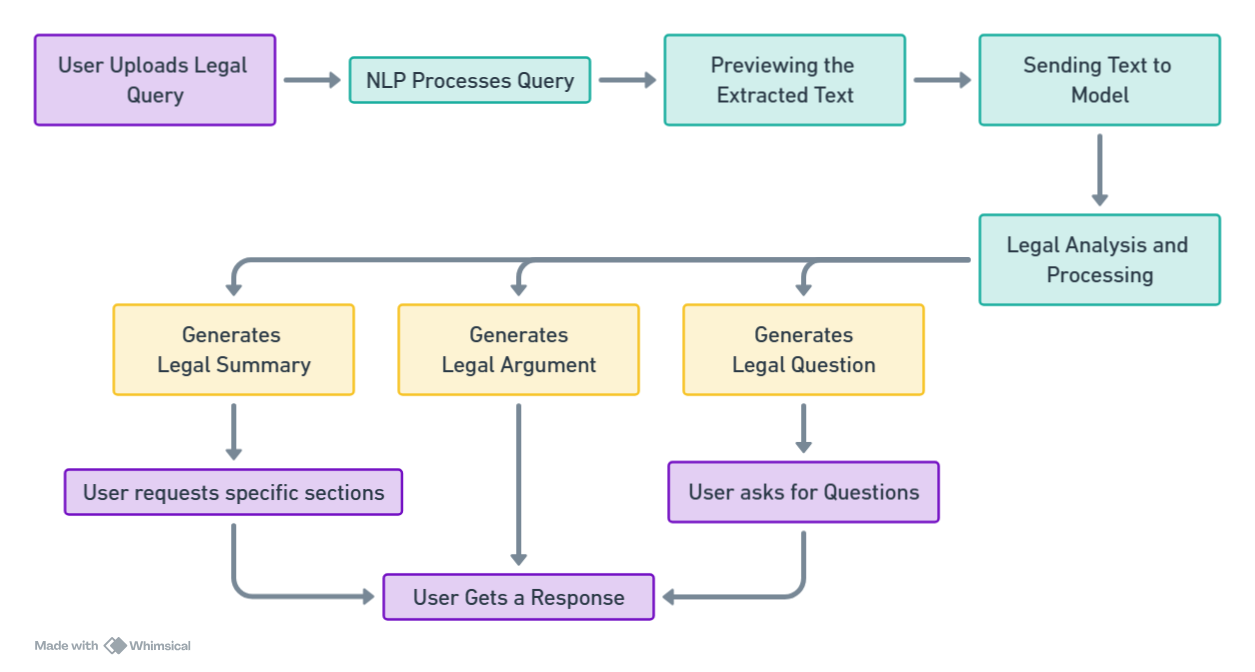 User Uploads Legal
Query
NLP Processes Query
Previewing the
Extracted Text
Sending Text to
Model
Legal Analysis and
Processing
Generates
Legal Summary
Generates
Legal Argument
Generates
Legal Question
User requests specific sections
User asks for Questions
User Gets a Response
Made with Whimsical